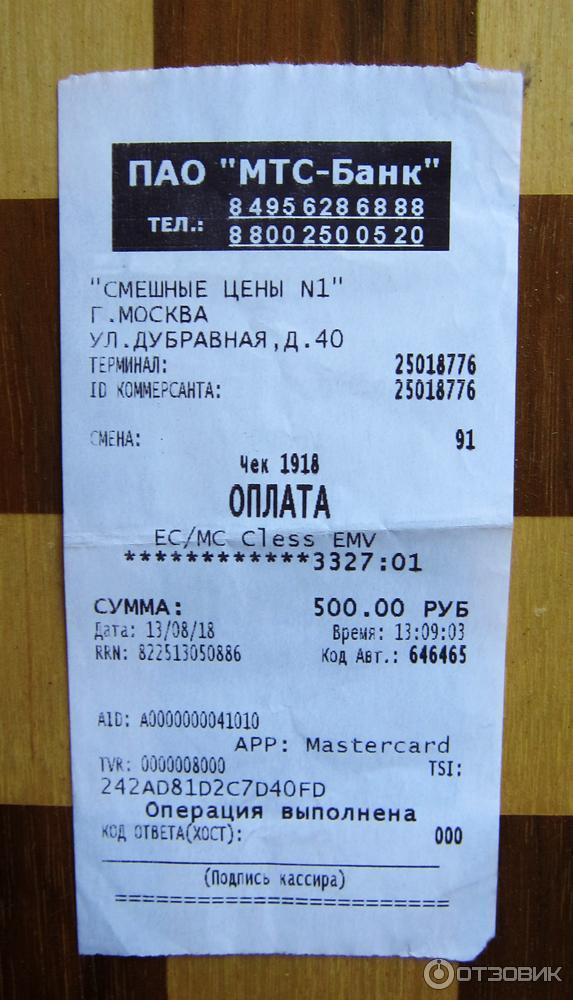 ПАО "МТС-Банк"
ТЕЛ.: 8 495 628 68 88
8 800 250 05 20
"СМЕШНЫЕ ЦЕНЫ N1"
Г.МОСКВА
УЛ.ДУБРАВНАЯ,Д.40
ТЕРМИНАЛ: 25018776
ID КОММЕРСАНТА: 25018776
СМЕНА: 91
Чек 1918
ОПЛАТА
EC/MC Cless EMV
************3327:01
СУММА: 500.00 РУБ
Дата: 13/08/18 Время: 13:09:03
RRN: 822513050886 Код Авт.: 646465
AID: A0000000041010
APP: Mastercard
TVR: 0000008000 TSI:
242AD81D2C7D40FD
Операция выполнена
КОД ОТВЕТА(ХОСТ): 000
(Подпись кассира)
ОТЗОВИК